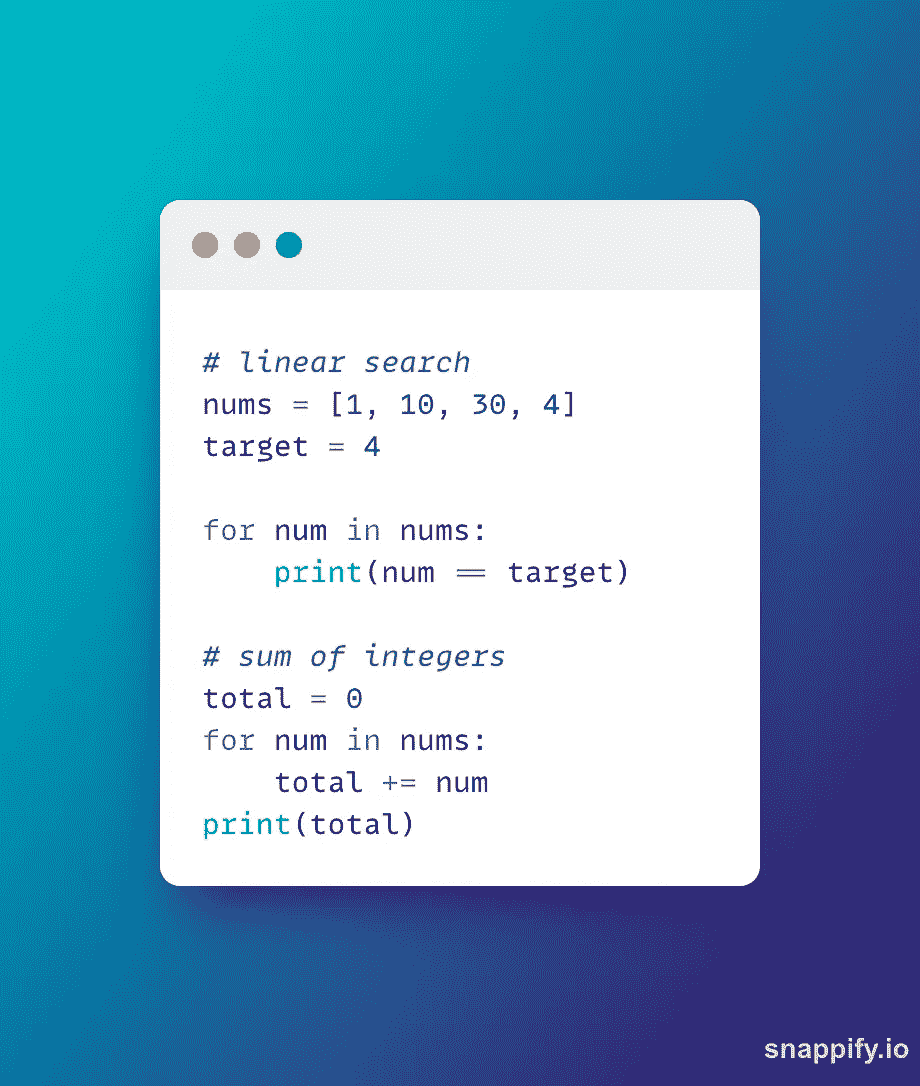 # linear search
nums = [1, 10, 30, 4]
target = 4
for num in nums:
    print(num == target)
# sum of integers
total = 0
for num in nums:
    total += num
print(total)
snappify.io